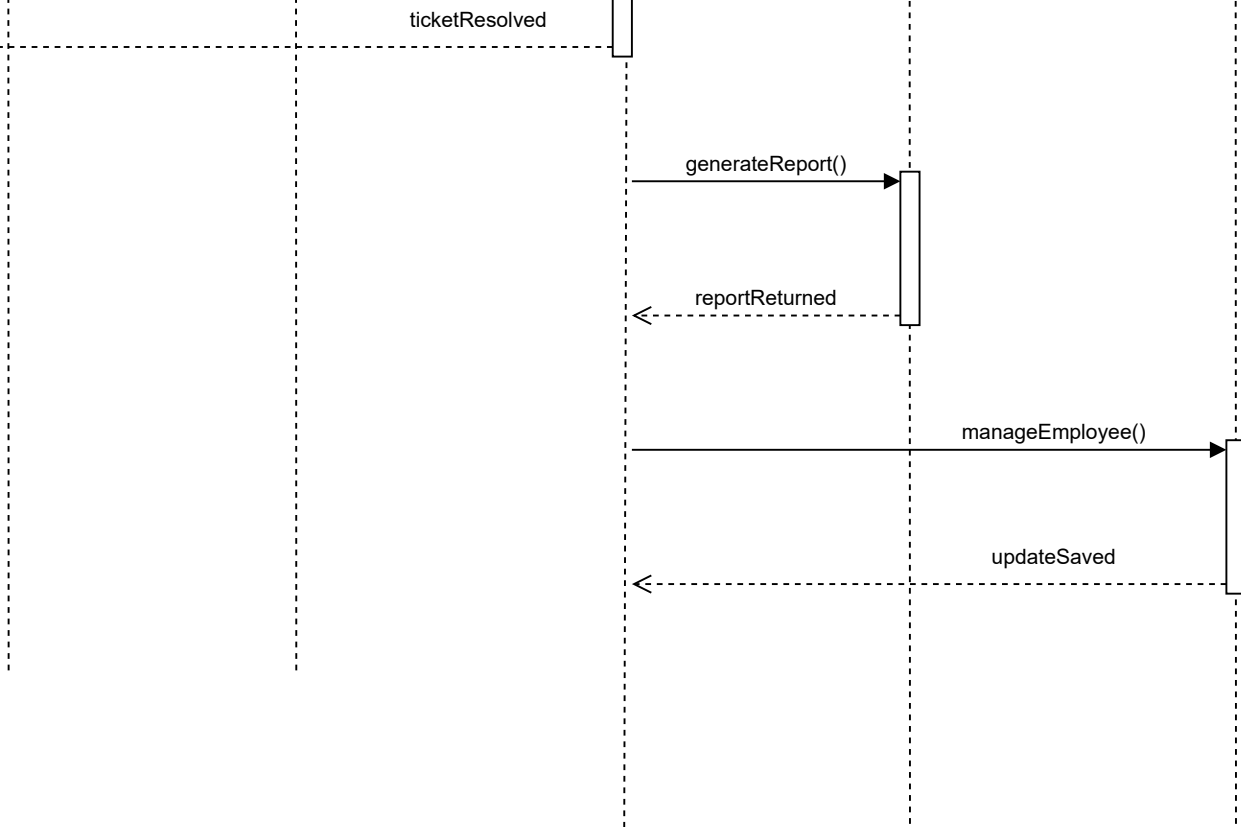 ticketResolved
generateReport()
reportReturned
manageEmployee()
updateSaved